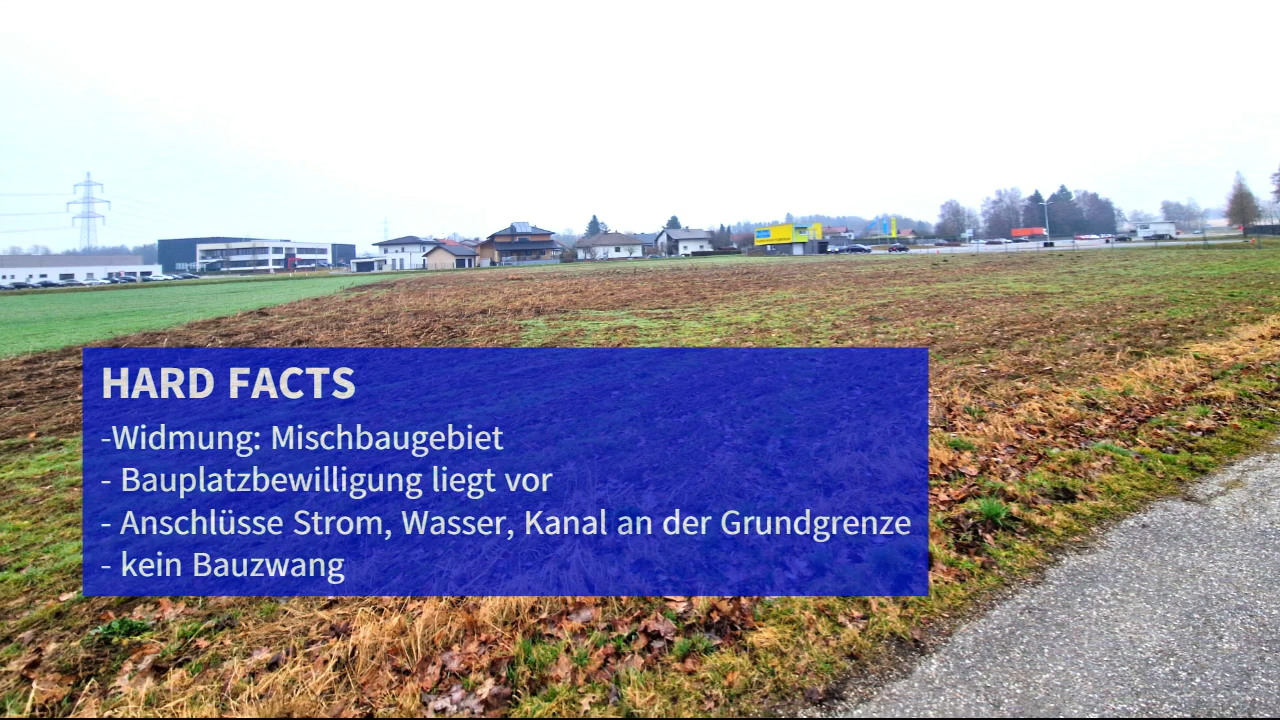 HARD FACTS
-Widmung: Mischbaugebiet
- Bauplatzbewilligung liegt vor
- Anschlüsse Strom, Wasser, Kanal an der Grundgrenze
- kein Bauzwang